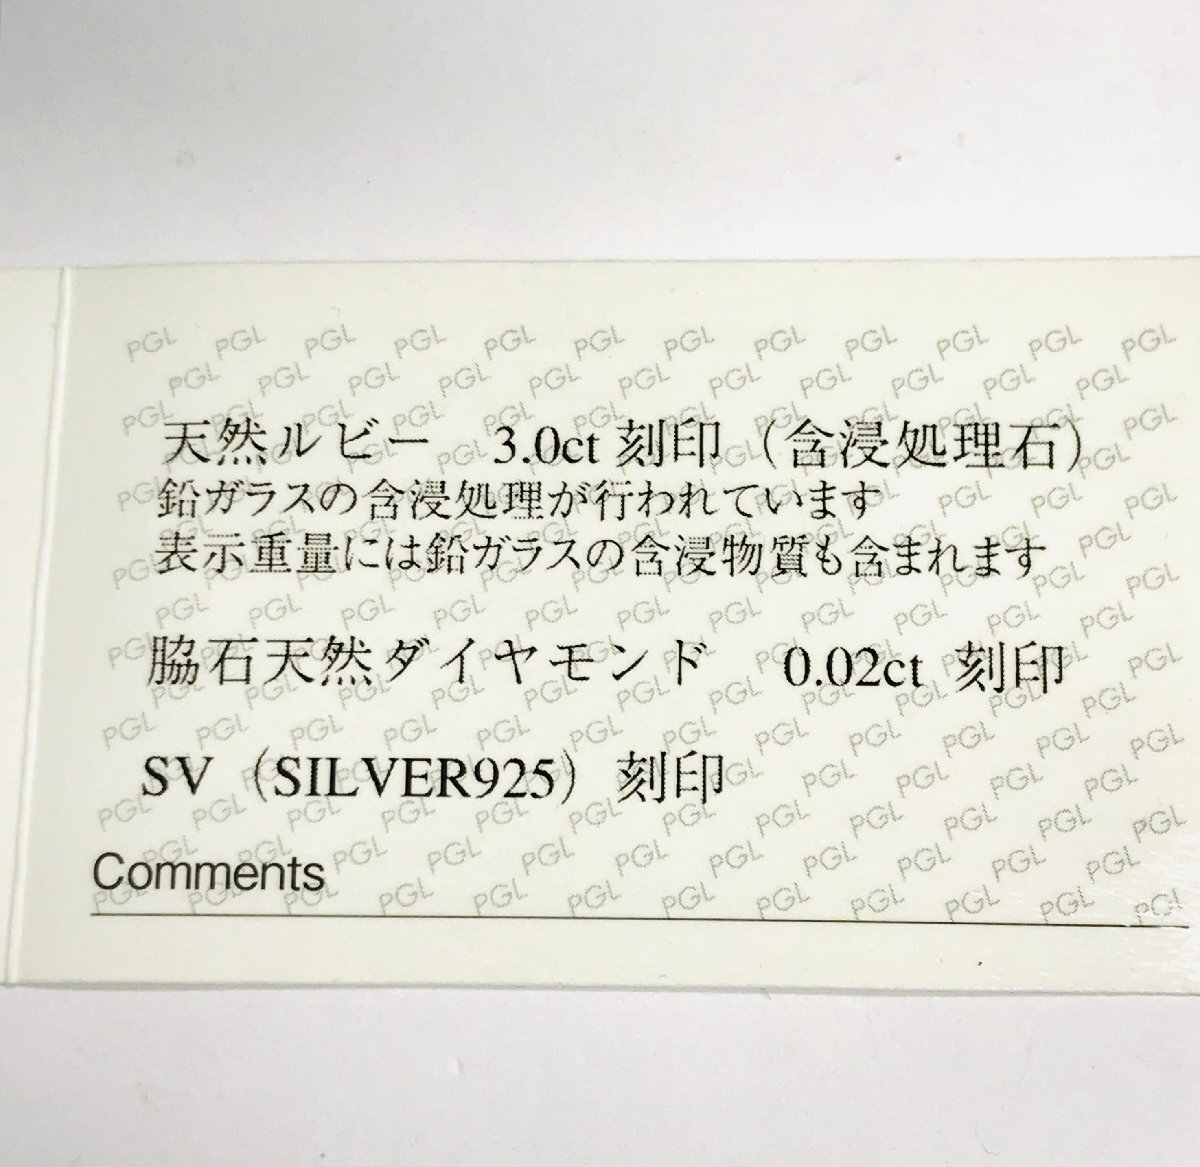 天然ルビー　3.0ct 刻印（含浸処理石）
鉛ガラスの含浸処理が行われています
表示重量には鉛ガラスの含浸物質も含まれます
脇石天然ダイヤモンド　0.02ct 刻印
SV（SILVER925）刻印
Comments
PGL